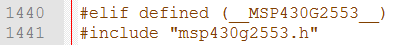 1440 #elif defined (__MSP430G2553__)
1441 #include "msp430g2553.h"